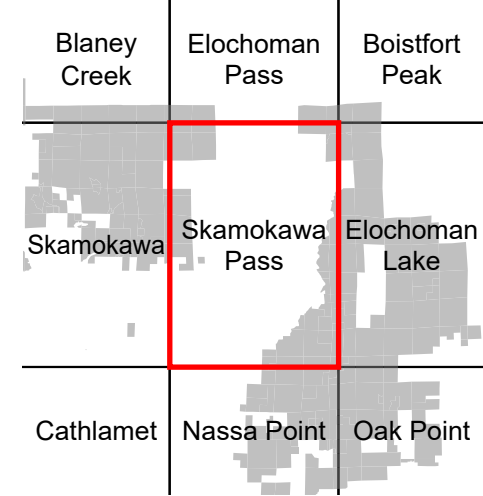 Blaney
Creek
Elochoman
Pass
Boistfort
Peak
Skamokawa
Skamokawa
Pass
Elochoman
Lake
Cathlamet
Nassa Point
Oak Point